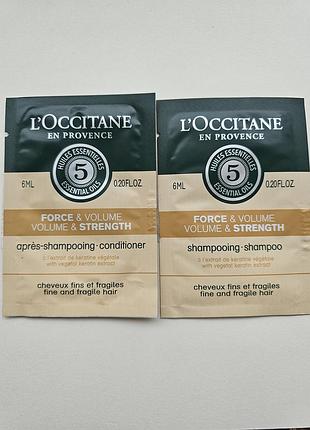 L'OCCITANE
EN PROVENCE
HUILES ESSENTIELLES
5
ESSENTIAL OILS
6ML
0.20FL.OZ.
FORCE & VOLUME
VOLUME & STRENGTH
après-shampooing·conditioner
à l'extrait de kératine végétale
with vegetal keratin extract
cheveux fins et fragiles
fine and fragile hair
L'OCCITANE
EN PROVENCE
HUILES ESSENTIELLES
5
ESSENTIAL OILS
6ML
0.20FL.OZ.
FORCE & VOLUME
VOLUME & STRENGTH
shampooing·shampoo
à l'extrait de kératine végétale
with vegetal keratin extract
cheveux fins et fragiles
fine and fragile hair